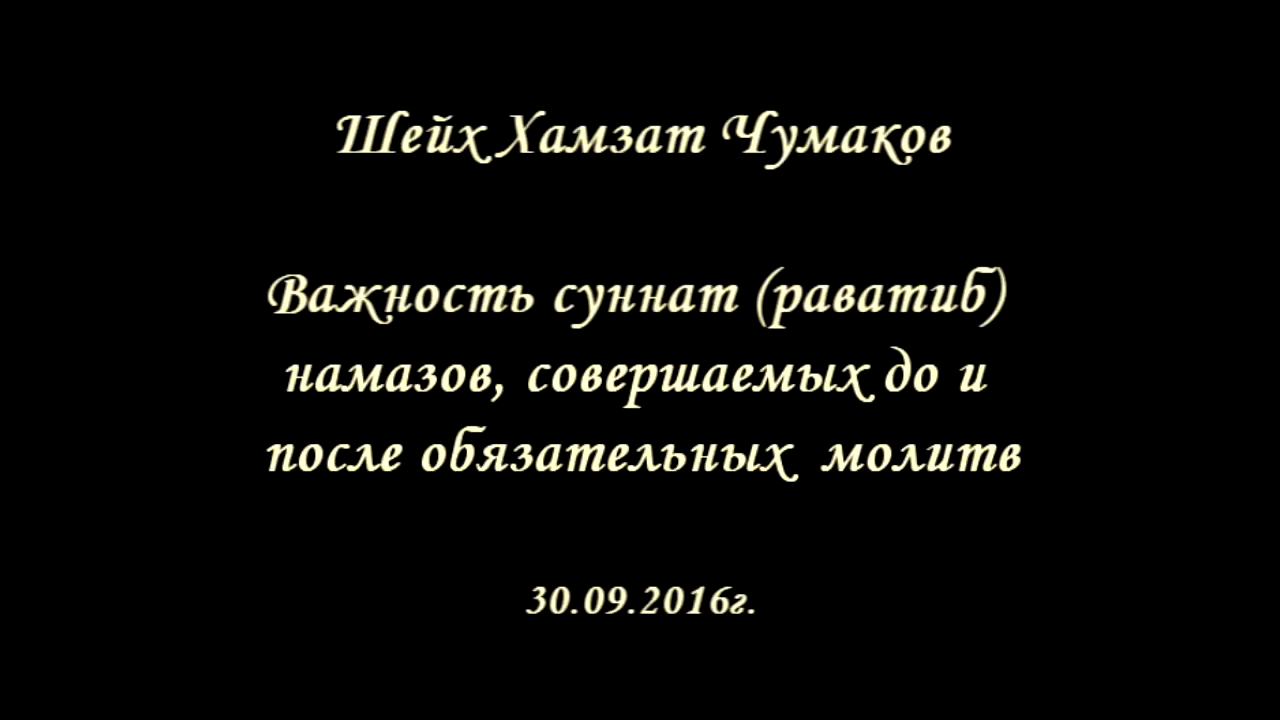 Шейх Хамзат Чумаков
Важность суннат (раватиб)
намазов, совершаемых до и
после обязательных молитв
30.09.2016г.